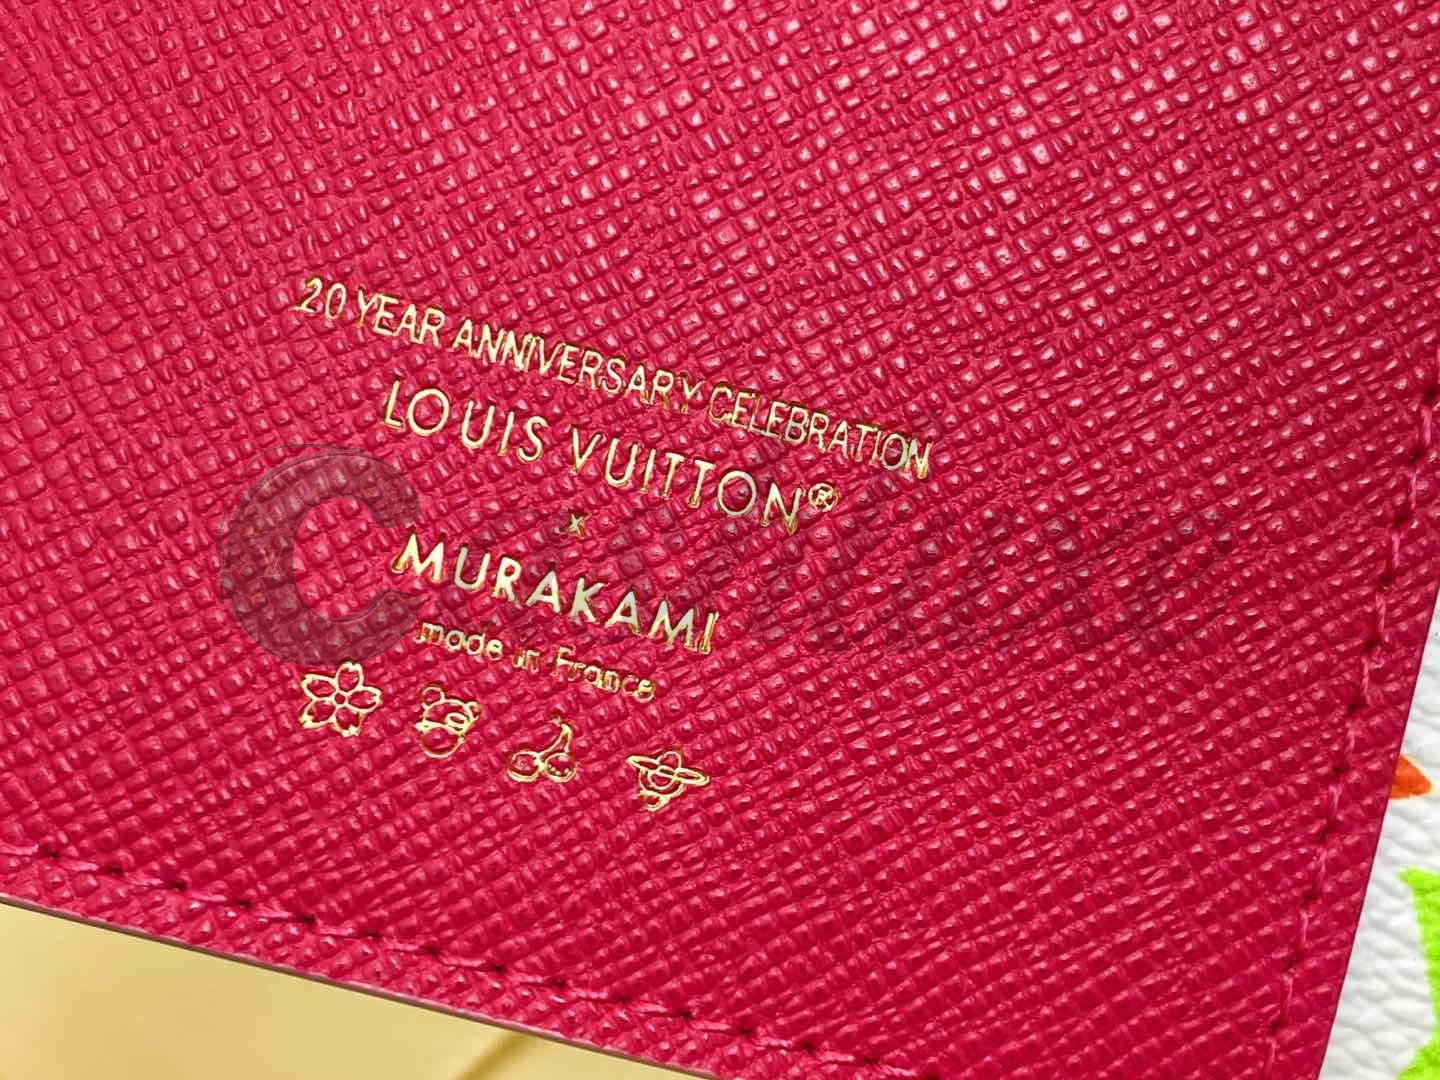 20 YEAR ANNIVERSARY CELEBRATION
LOUIS VUITTON®
x
MURAKAMI
made in France